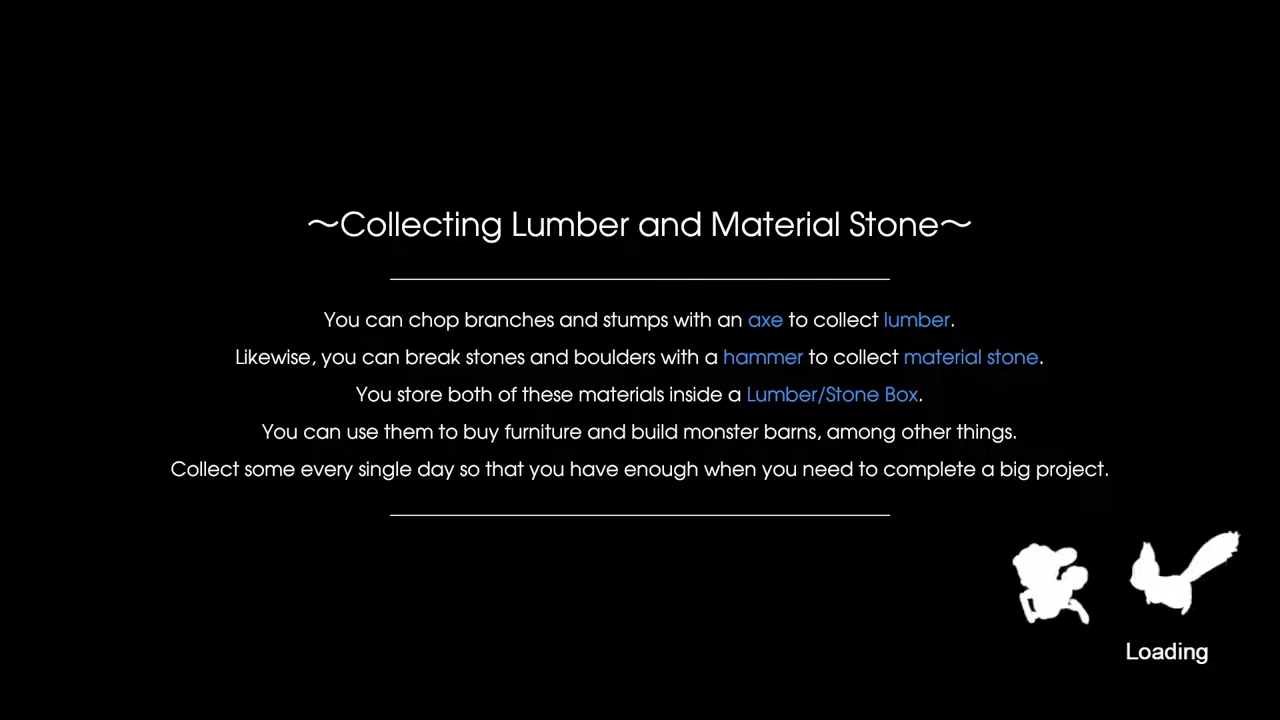 ～Collecting Lumber and Material Stone～
You can chop branches and stumps with an axe to collect lumber.
Likewise, you can break stones and boulders with a hammer to collect material stone.
You store both of these materials inside a Lumber/Stone Box.
You can use them to buy furniture and build monster barns, among other things.
Collect some every single day so that you have enough when you need to complete a big project.
Loading